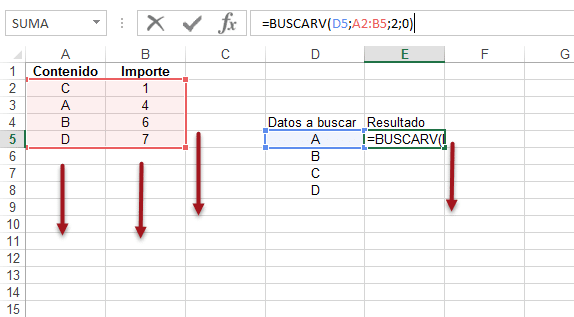 SUMA
=BUSCARV(D5;A2:B5;2;0)
A B C D E F G
1 Contenido Importe
2 C 1
3 A 4
4 B 6 Datos a buscar Resultado
5 D 7 A =BUSCARV(
6 B
7 C
8 D
9
10
11
12
13
14
15